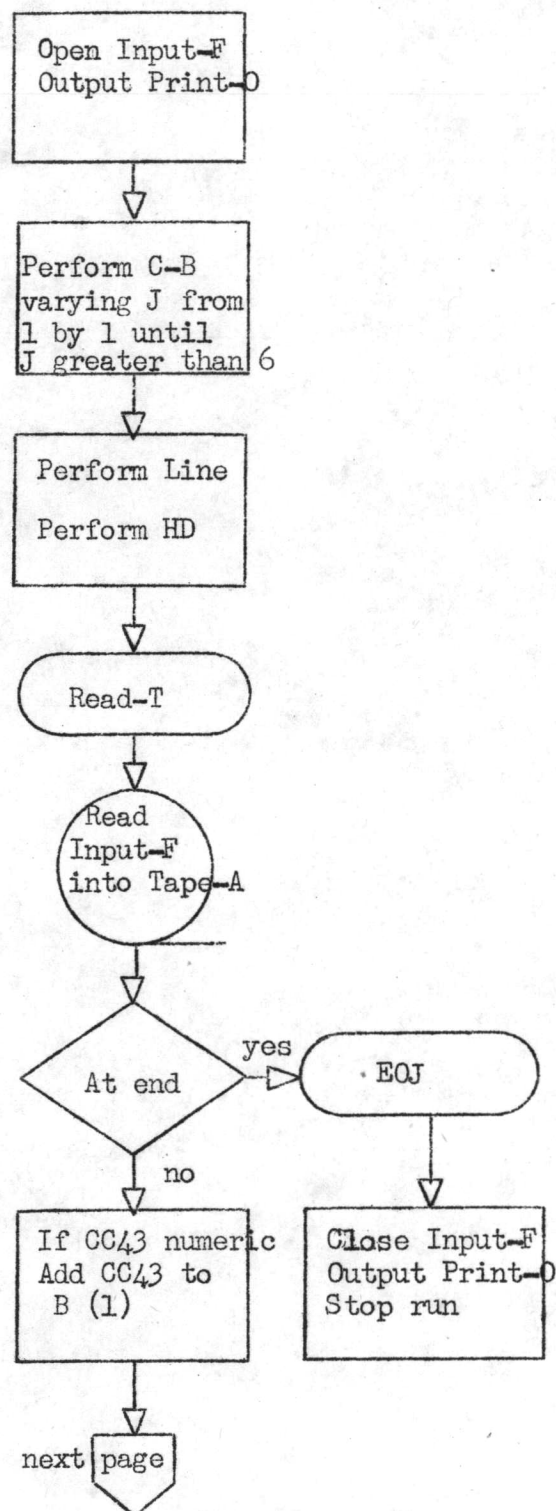 Open Input-F
Output Print-O
Perform C-B
varying J from
1 by 1 until
J greater than 6
Perform Line
Perform HD
Read-T
Read
Input-F
into Tape-A
At end
yes
EOJ
no
If CC43 numeric
Add CC43 to
B (1)
Close Input-F
Output Print-O
Stop run
next page